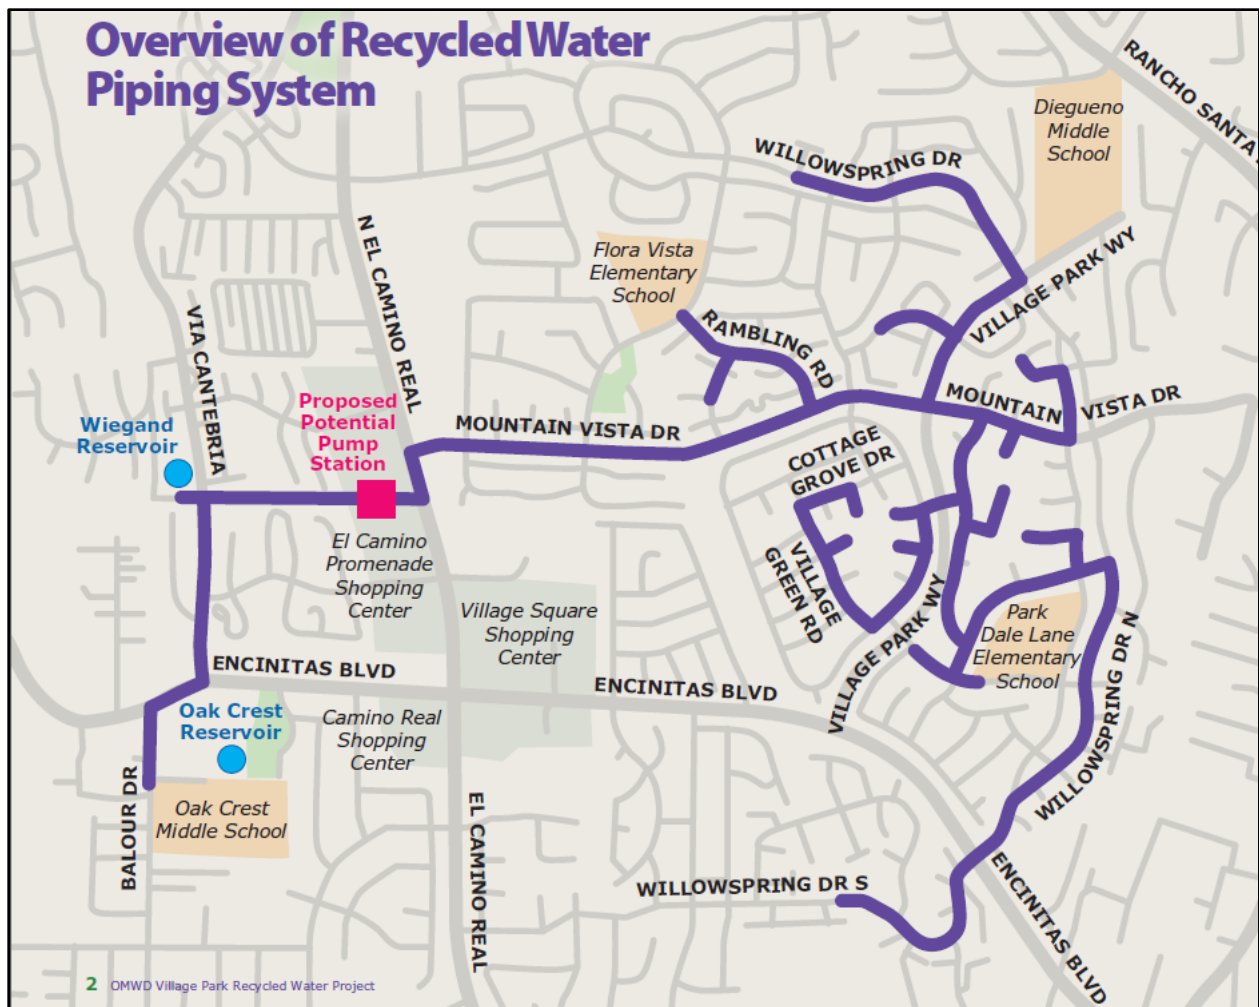 Overview of Recycled Water
Piping System
RANCHO SANTA
Diegueno
Middle
School
WILLOWSPRING DR
N EL CAMINO REAL
Flora Vista
Elementary
School
VILLAGE PARK WY
VIA CANTEBRIA
RAMBLING RD
Proposed
Potential
Pump
Station
MOUNTAIN
VISTA DR
Wiegand
Reservoir
MOUNTAIN VISTA DR
COTTAGE
GROVE DR
El Camino
Promenade
Shopping
Center
VILLAGE
GREEN RD
Village Square
Shopping
Center
VILLAGE PARK WY
Park
Dale Lane
Elementary
School
WILLOWSPRING DR N
ENCINITAS BLVD
ENCINITAS BLVD
Oak Crest
Reservoir
Camino Real
Shopping
Center
BALOUR DR
Oak Crest
Middle School
EL CAMINO REAL
WILLOWSPRING DR S
ENCINITAS BLVD
2 OMWD Village Park Recycled Water Project